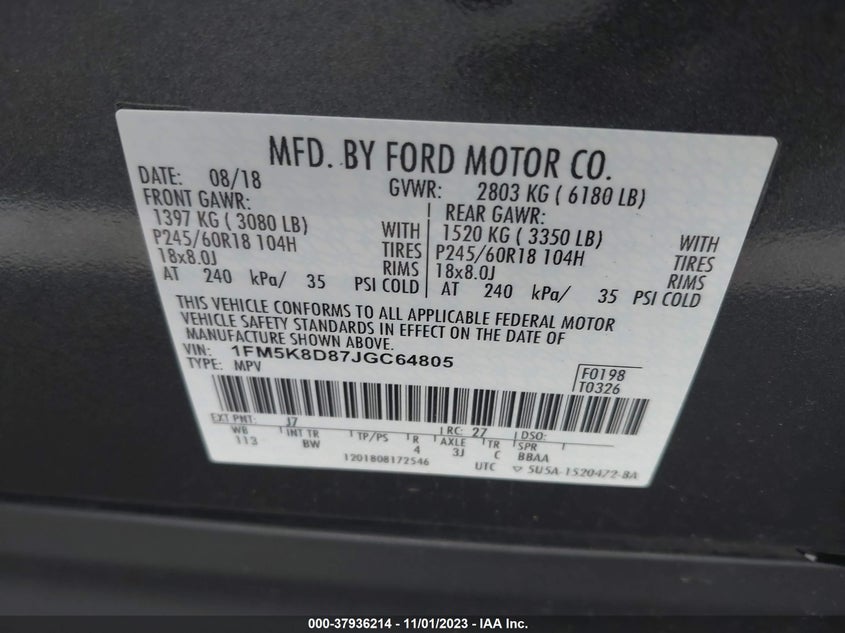 MFD. BY FORD MOTOR CO.
DATE: 08/18 GVWR: 2803 KG ( 6180 LB)
FRONT GAWR: REAR GAWR:
1397 KG ( 3080 LB) WITH 1520 KG ( 3350 LB) WITH
P245/60R18 104H TIRES P245/60R18 104H TIRES
18x8.0J RIMS 18x8.0J RIMS
AT 240 kPa/ 35 PSI COLD AT 240 kPa/ 35 PSI COLD
THIS VEHICLE CONFORMS TO ALL APPLICABLE FEDERAL MOTOR
VEHICLE SAFETY STANDARDS IN EFFECT ON THE DATE OF
MANUFACTURE SHOWN ABOVE.
VIN: 1FM5K8D87JGC64805
TYPE: MPV F0198
T0326
EXT PNT: J7 RC: 27 DSO:
WB INT TR TP/PS R AXLE TR SPR
113 BW 4 3J C BBAA
1201808172546 UTC ▽ 5U5A-1520472-BA
000-37936214 - 11/01/2023 - IAA Inc.